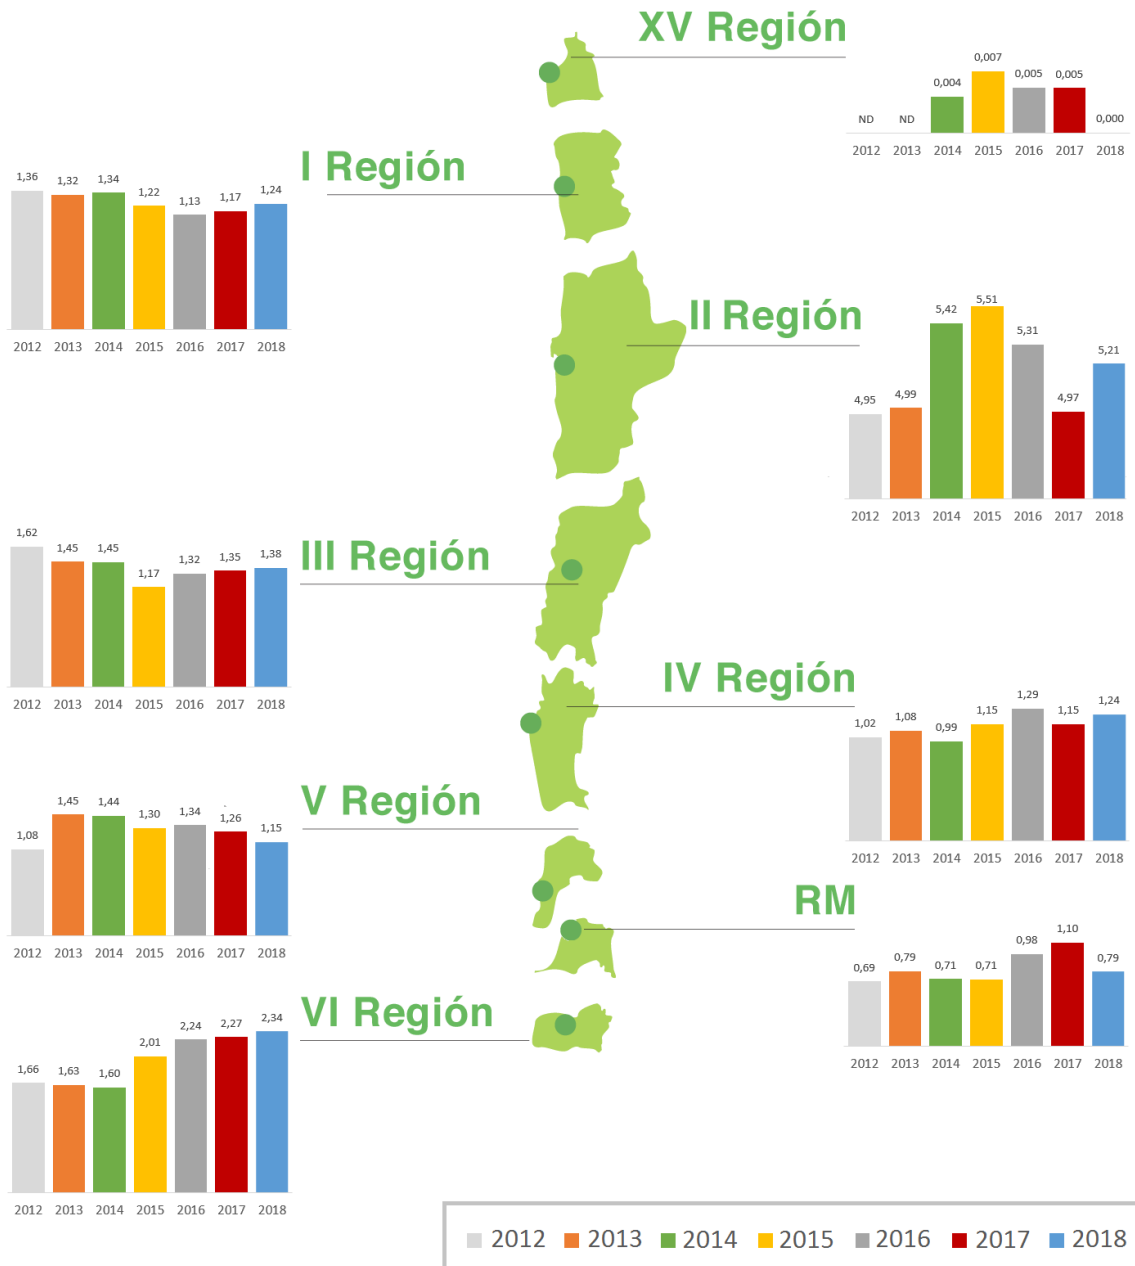 XV Región
0,007
0,005 0,005
0,004
ND ND 0,000
2012 2013 2014 2015 2016 2017 2018
I Región
1,36 1,32 1,34 1,22 1,13 1,17 1,24
2012 2013 2014 2015 2016 2017 2018
II Región
4,95 4,99 5,42 5,51 5,31 4,97 5,21
2012 2013 2014 2015 2016 2017 2018
III Región
1,62 1,45 1,45 1,17 1,32 1,35 1,38
2012 2013 2014 2015 2016 2017 2018
IV Región
1,02 1,08 0,99 1,15 1,29 1,15 1,24
2012 2013 2014 2015 2016 2017 2018
V Región
1,08 1,45 1,44 1,30 1,34 1,26 1,15
2012 2013 2014 2015 2016 2017 2018
RM
0,69 0,79 0,71 0,71 0,98 1,10 0,79
2012 2013 2014 2015 2016 2017 2018
VI Región
1,66 1,63 1,60 2,01 2,24 2,27 2,34
2012 2013 2014 2015 2016 2017 2018
2012 2013 2014 2015 2016 2017 2018